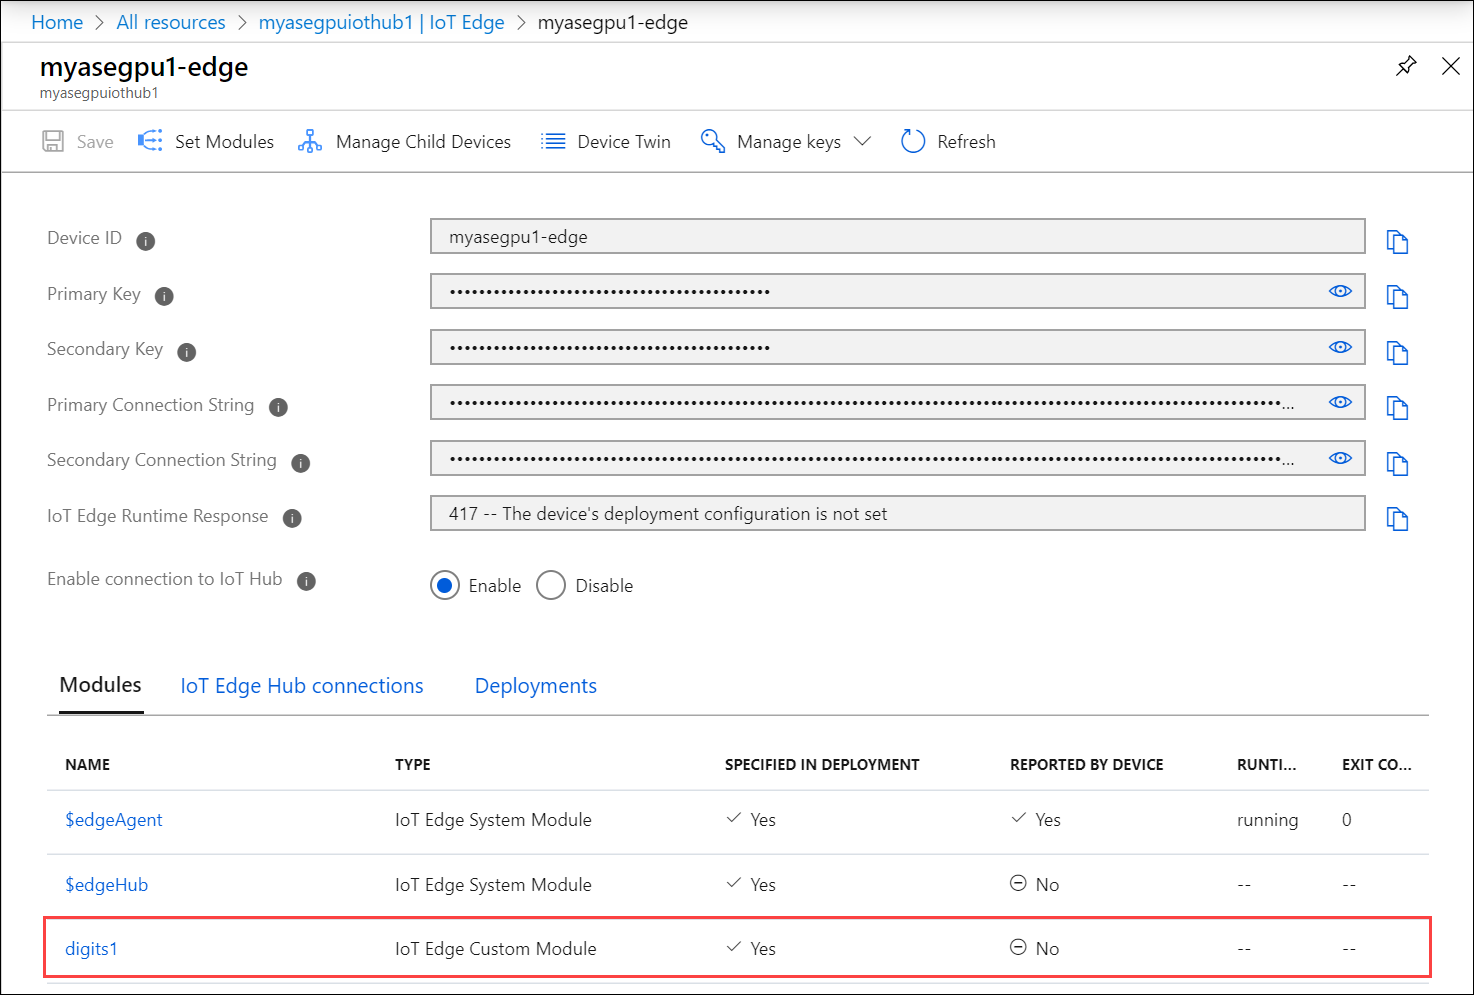 Home > All resources > myasegpuiothub1 | IoT Edge > myasegpu1-edge
myasegpu1-edge
myasegpuiothub1
Save Set Modules Manage Child Devices Device Twin Manage keys Refresh
Device ID myasegpu1-edge
Primary Key ••••••••••••••••••••••••••••••••••••••••••••
Secondary Key ••••••••••••••••••••••••••••••••••••••••••••
Primary Connection String ...
Secondary Connection String ...
IoT Edge Runtime Response 417 -- The device's deployment configuration is not set
Enable connection to IoT Hub Enable Disable
Modules IoT Edge Hub connections Deployments
NAME TYPE SPECIFIED IN DEPLOYMENT REPORTED BY DEVICE RUNTI... EXIT CO...
$edgeAgent IoT Edge System Module Yes Yes running 0
$edgeHub IoT Edge System Module Yes No -- --
digits1 IoT Edge Custom Module Yes No -- --